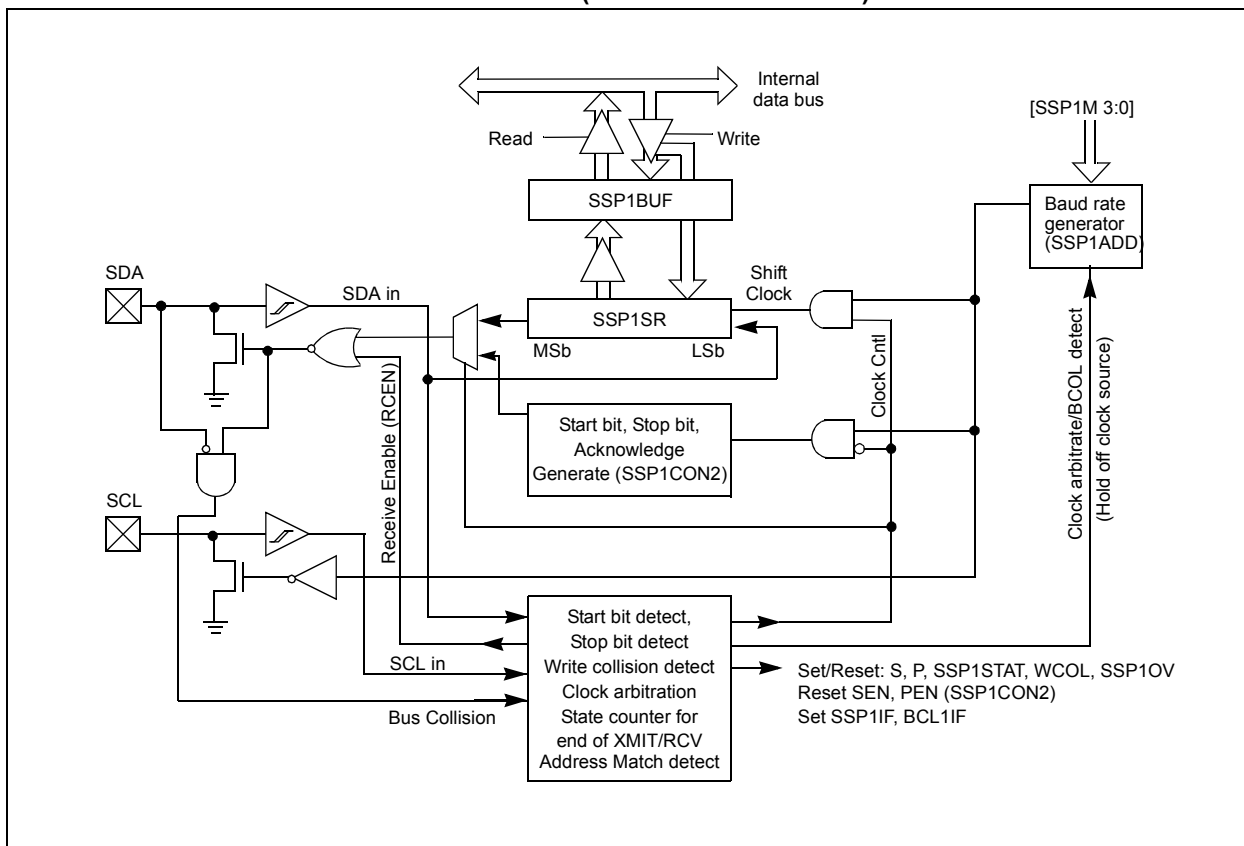 Internal
data bus
[SSP1M 3:0]
Read
Write
SSP1BUF
Baud rate
generator
(SSP1ADD)
SDA
SDA in
Shift
Clock
SSP1SR
MSb
LSb
Clock Cntl
Clock arbitrate/BCOL detect
(Hold off clock source)
Receive Enable (RCEN)
Start bit, Stop bit,
Acknowledge
Generate (SSP1CON2)
SCL
SCL in
Bus Collision
Start bit detect,
Stop bit detect
Write collision detect
Clock arbitration
State counter for
end of XMIT/RCV
Address Match detect
Set/Reset: S, P, SSP1STAT, WCOL, SSP1OV
Reset SEN, PEN (SSP1CON2)
Set SSP1IF, BCL1IF